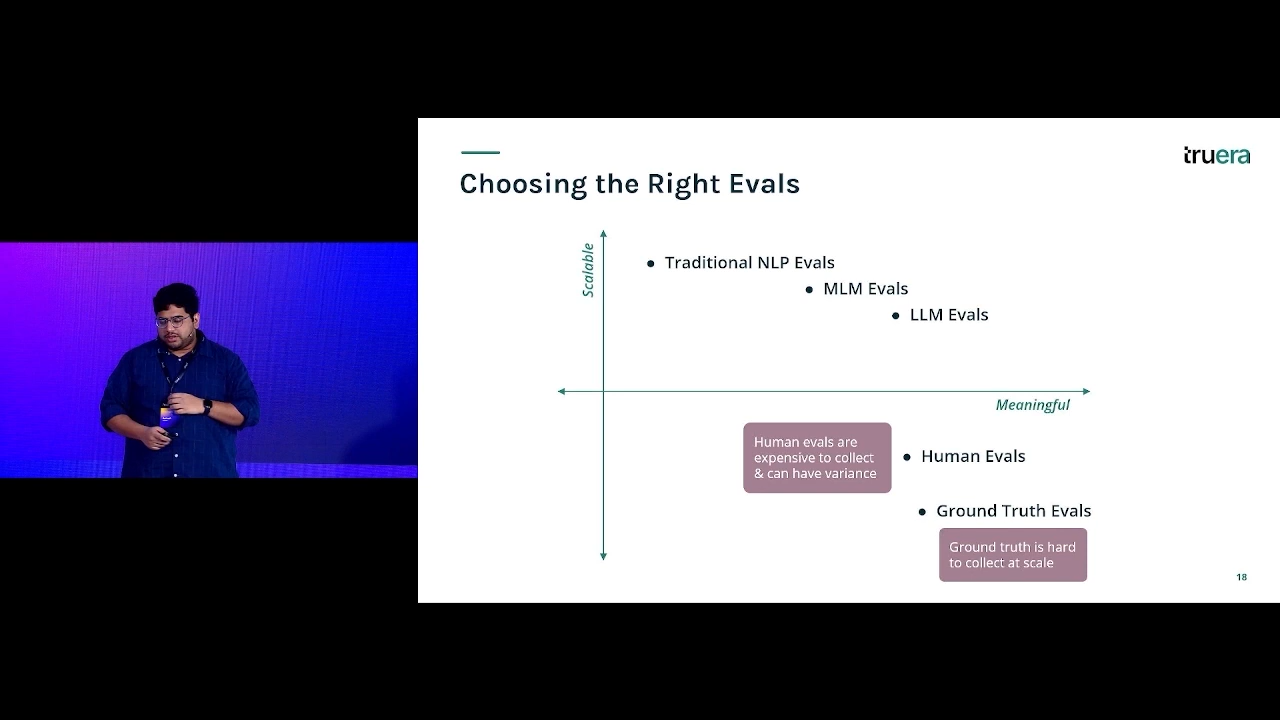 truera
Choosing the Right Evals
Scalable
Traditional NLP Evals
MLM Evals
LLM Evals
Meaningful
Human evals are
expensive to collect
& can have variance
Human Evals
Ground Truth Evals
Ground truth is hard
to collect at scale
18